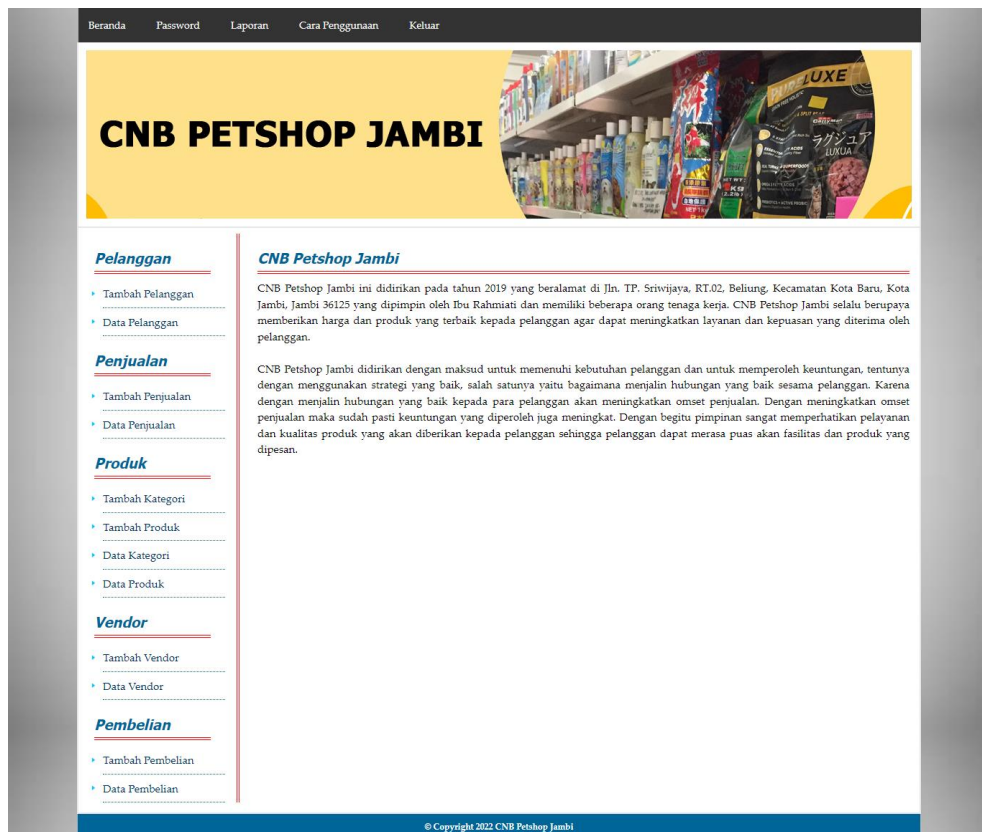 Beranda Password Laporan Cara Penggunaan Keluar
CNB PETSHOP JAMBI
PURELUXE
ラグジュア
LUXUA
Pelanggan
Tambah Pelanggan
Data Pelanggan
Penjualan
Tambah Penjualan
Data Penjualan
Produk
Tambah Kategori
Tambah Produk
Data Kategori
Data Produk
Vendor
Tambah Vendor
Data Vendor
Pembelian
Tambah Pembelian
Data Pembelian
CNB Petshop Jambi
CNB Petshop Jambi ini didirikan pada tahun 2019 yang beralamat di Jln. TP. Sriwijaya, RT.02, Beliung, Kecamatan Kota Baru, Kota
Jambi, Jambi 36125 yang dipimpin oleh Ibu Rahmiati dan memiliki beberapa orang tenaga kerja. CNB Petshop Jambi selalu berupaya
memberikan harga dan produk yang terbaik kepada pelanggan agar dapat meningkatkan layanan dan kepuasan yang diterima oleh
pelanggan.
CNB Petshop Jambi didirikan dengan maksud untuk memenuhi kebutuhan pelanggan dan untuk memperoleh keuntungan, tentunya
dengan menggunakan strategi yang baik, salah satunya yaitu bagaimana menjalin hubungan yang baik sesama pelanggan. Karena
dengan menjalin hubungan yang baik kepada para pelanggan akan meningkatkan omset penjualan. Dengan meningkatkan omset
penjualan maka sudah pasti keuntungan yang diperoleh juga meningkat. Dengan begitu pimpinan sangat memperhatikan pelayanan
dan kualitas produk yang akan diberikan kepada pelanggan sehingga pelanggan dapat merasa puas akan fasilitas dan produk yang
dipesan.
© Copyright 2022 CNB Petshop Jambi